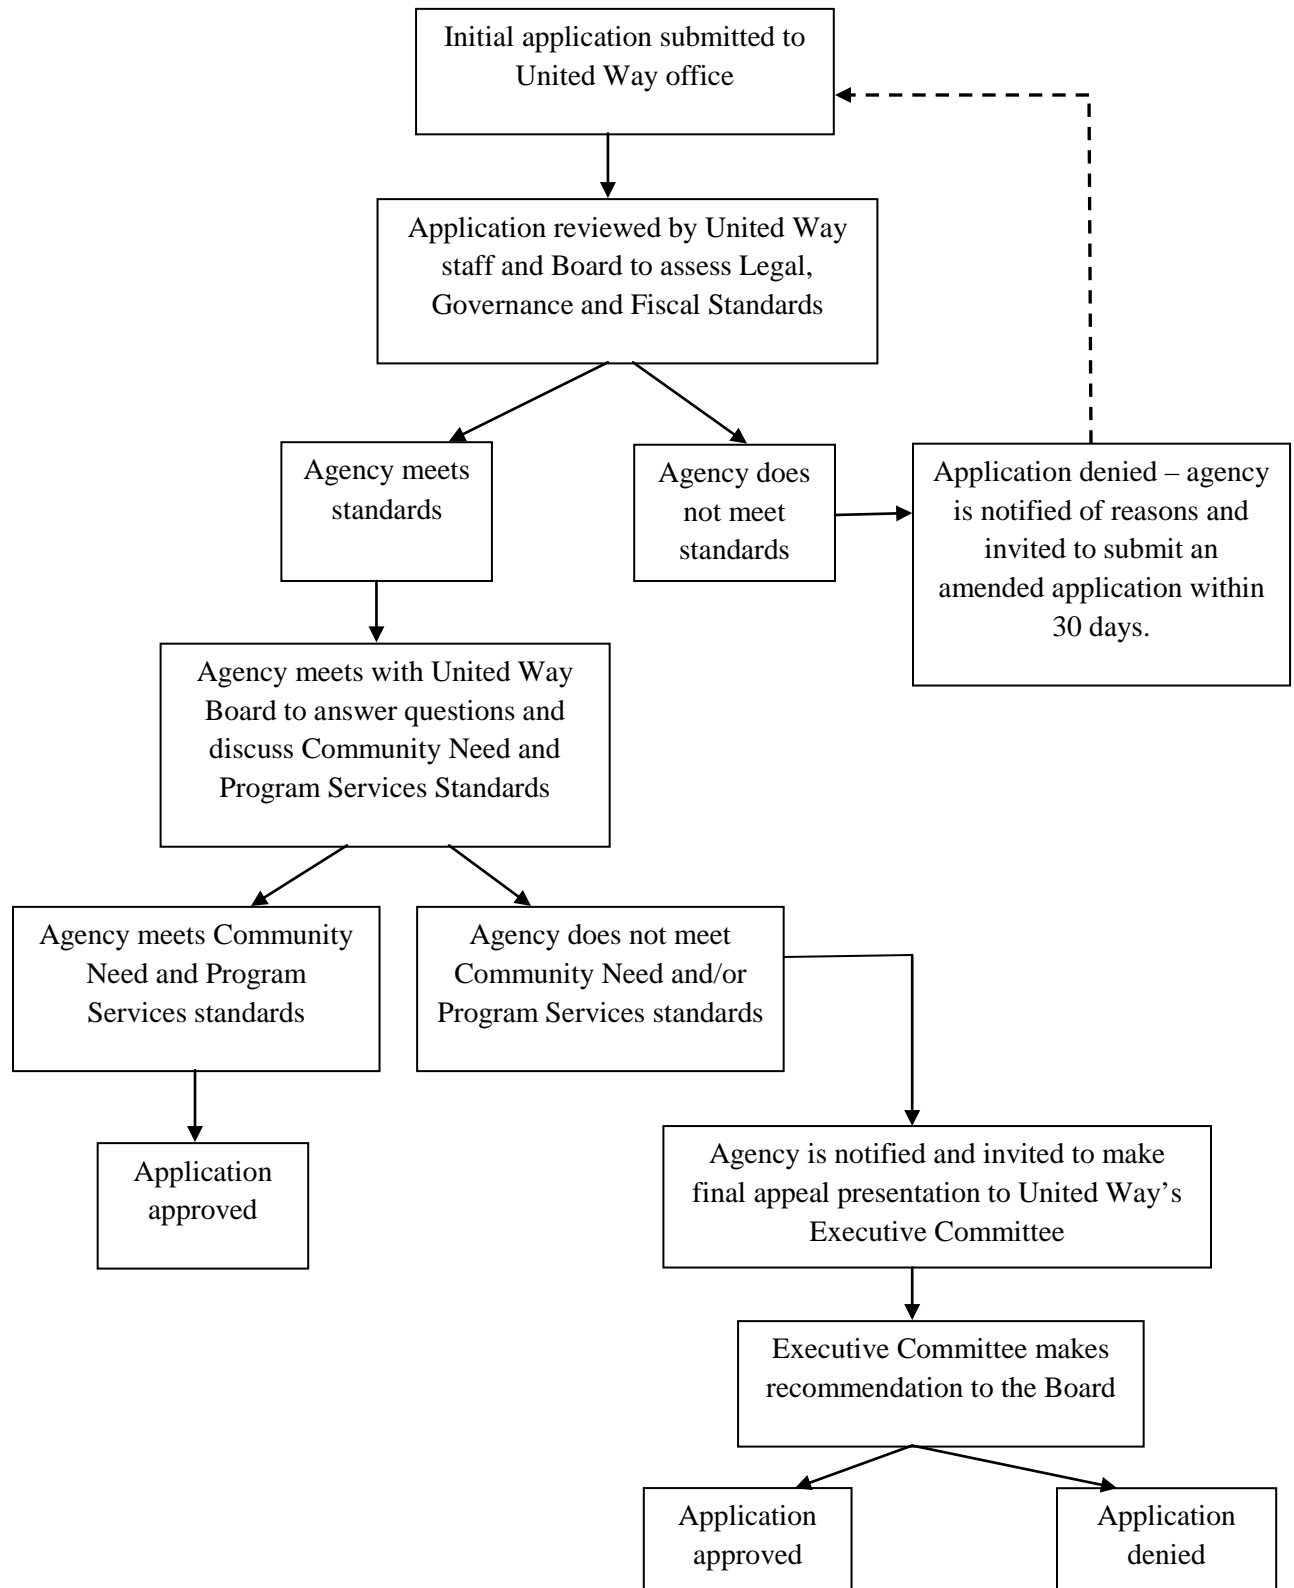 Initial application submitted to
United Way office
Application reviewed by United Way
staff and Board to assess Legal,
Governance and Fiscal Standards
Agency meets
standards
Agency does
not meet
standards
Application denied – agency
is notified of reasons and
invited to submit an
amended application within
30 days.
Agency meets with United Way
Board to answer questions and
discuss Community Need and
Program Services Standards
Agency meets Community
Need and Program
Services standards
Agency does not meet
Community Need and/or
Program Services standards
Application
approved
Agency is notified and invited to make
final appeal presentation to United Way’s
Executive Committee
Executive Committee makes
recommendation to the Board
Application
approved
Application
denied